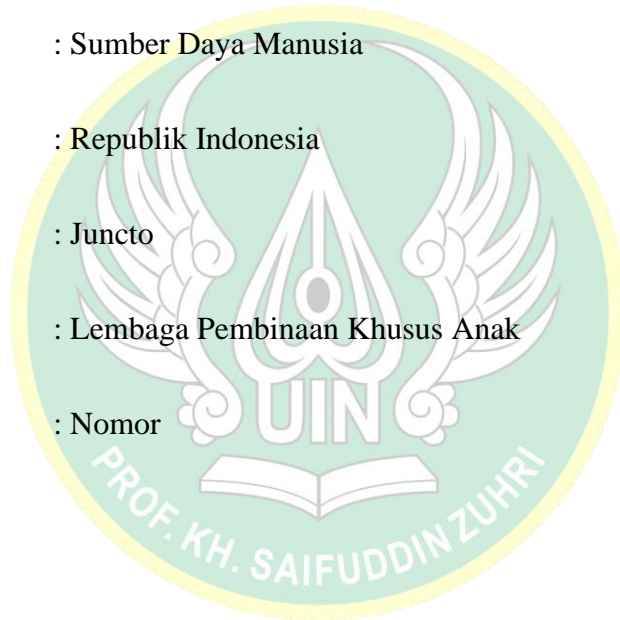 : Sumber Daya Manusia
: Republik Indonesia
: Juncto
: Lembaga Pembinaan Khusus Anak
: Nomor
UIN
PROF. KH. SAIFUDDIN ZUHRI